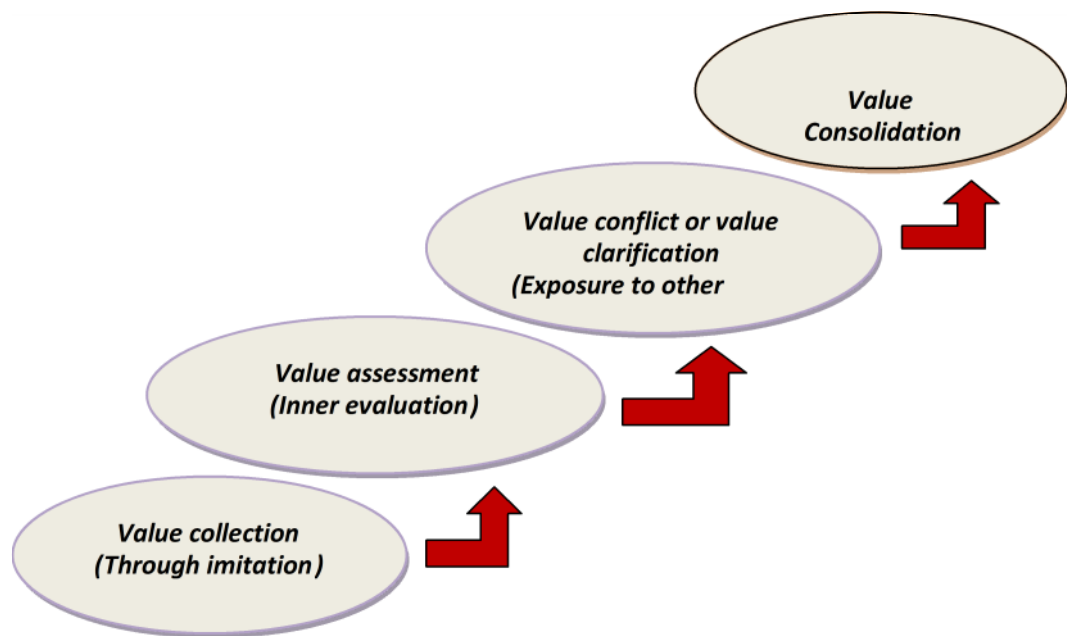 Value
Consolidation
Value conflict or value
clarification
(Exposure to other
Value assessment
(Inner evaluation)
Value collection
(Through imitation)